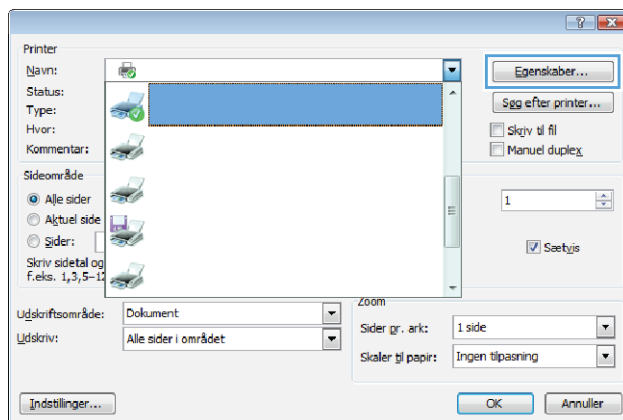 Printer
Navn:
Egenskaber...
Status:
Type:
Søg efter printer...
Hvor:
Skriv til fil
Kommentar:
Manuel duplex
Sideområde
Alle sider
1
Aktuel side
Sider:
Sætvis
Skriv sidetal og
f.eks. 1,3,5–12
Udskriftsområde:
Dokument
Udskriv:
Alle sider i området
Zoom
Sider pr. ark:
1 side
Skaler til papir:
Ingen tilpasning
Indstillinger...
OK
Annuller